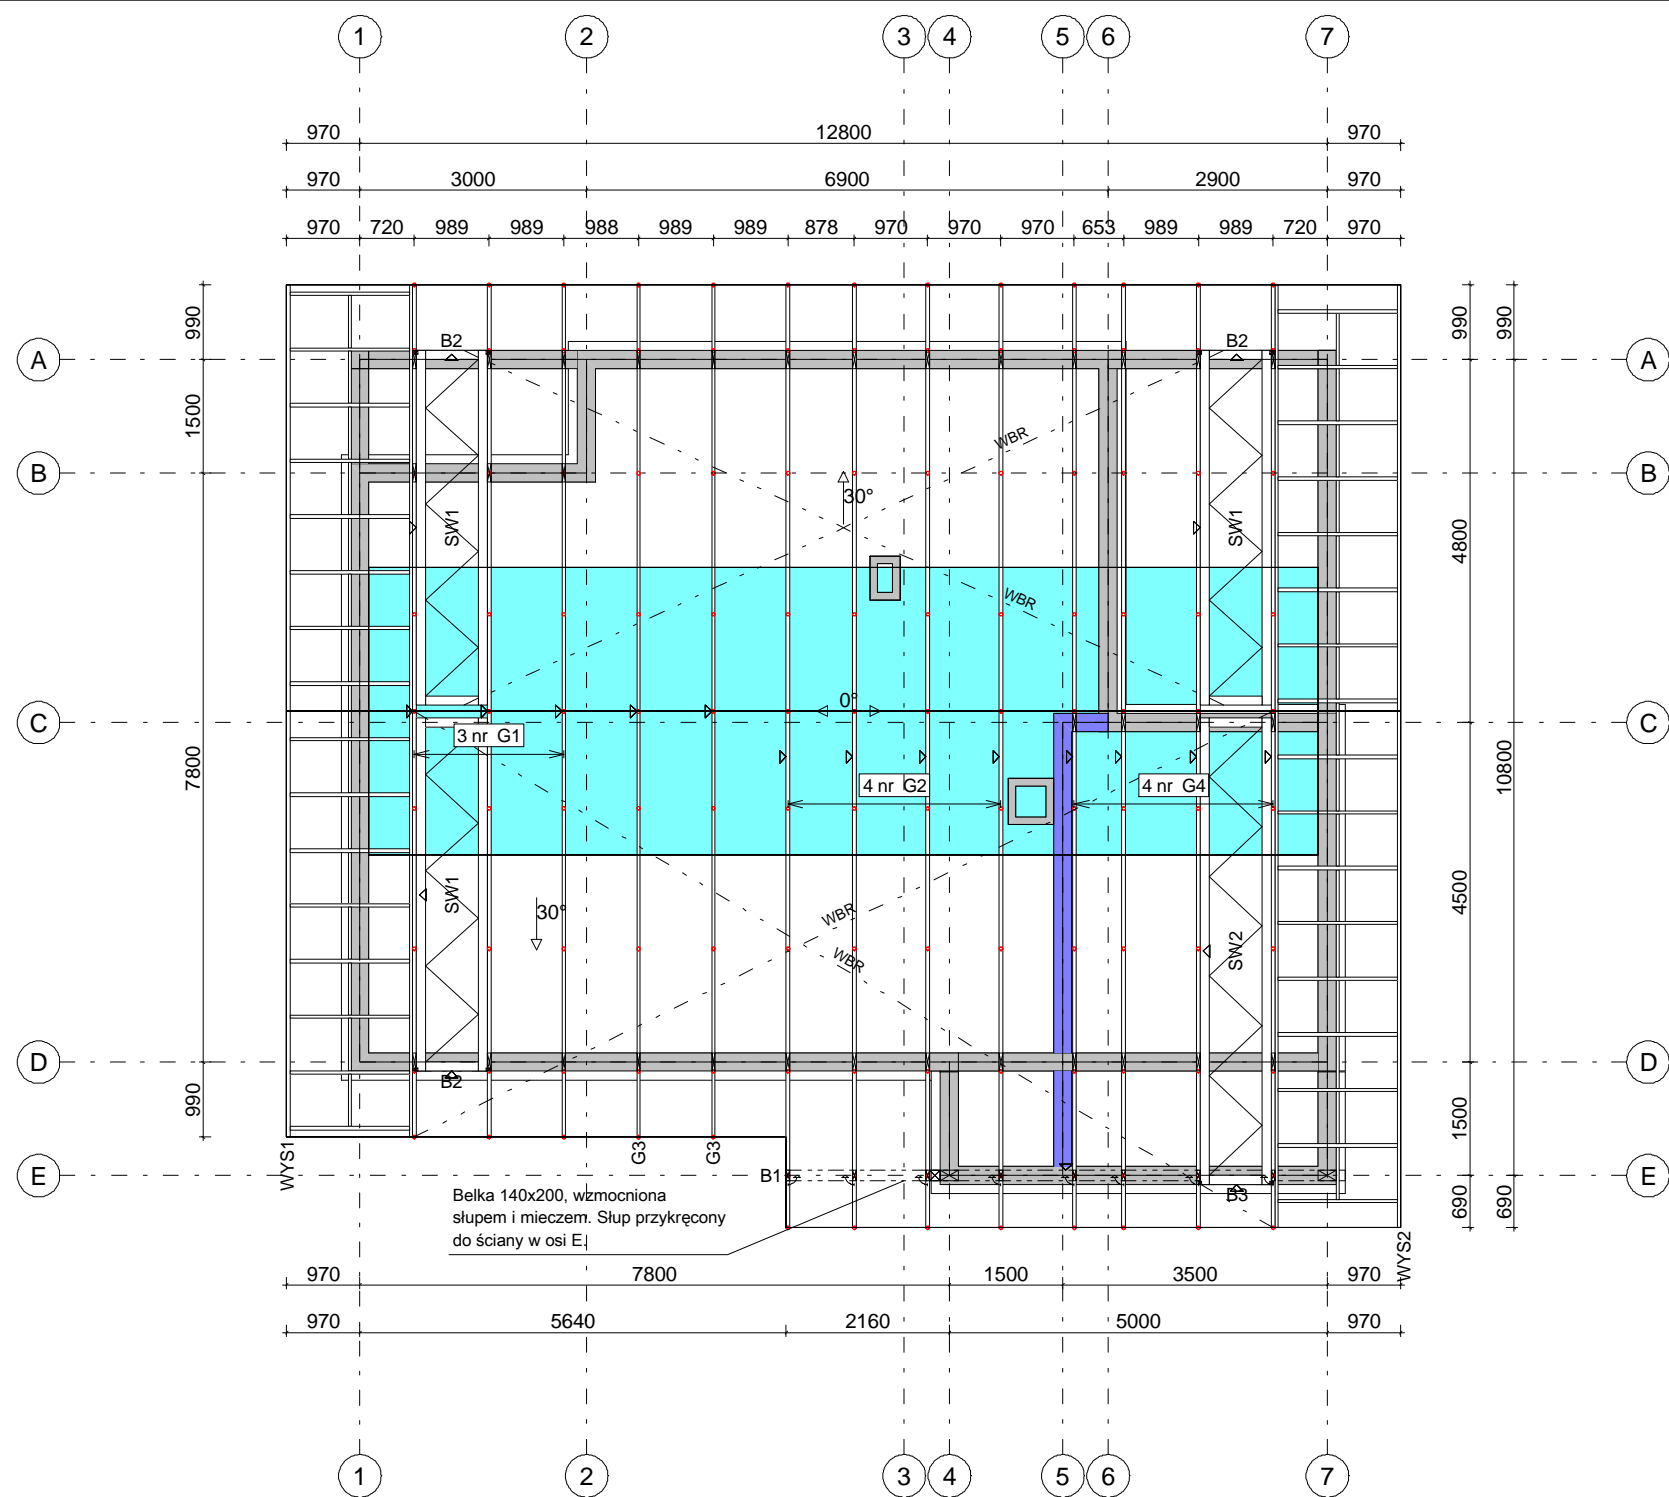 1 2 3 4 5 6 7
970 12800 970
970 3000 6900 2900 970
970 720 989 989 988 989 989 878 970 970 970 653 989 989 720 970
990 990 990
A B2 B2 A
1500
WBR
B B
30°
SW1 SW1
4800
WBR
0°
C C
3 nr G1
7800 10800
4 nr G2 4 nr G4
SW1 4500
30° WBR
SW2
WBR
D D
B2
990 1500
G3 G3
WYS1
E B1 E
B3
Belka 140x200, wzmocniona
słupem i mieczem. Słup przykręcony
do ściany w osi E.
690 690
WYS2
970 7800 1500 3500 970
970 5640 2160 5000 970
1 2 3 4 5 6 7